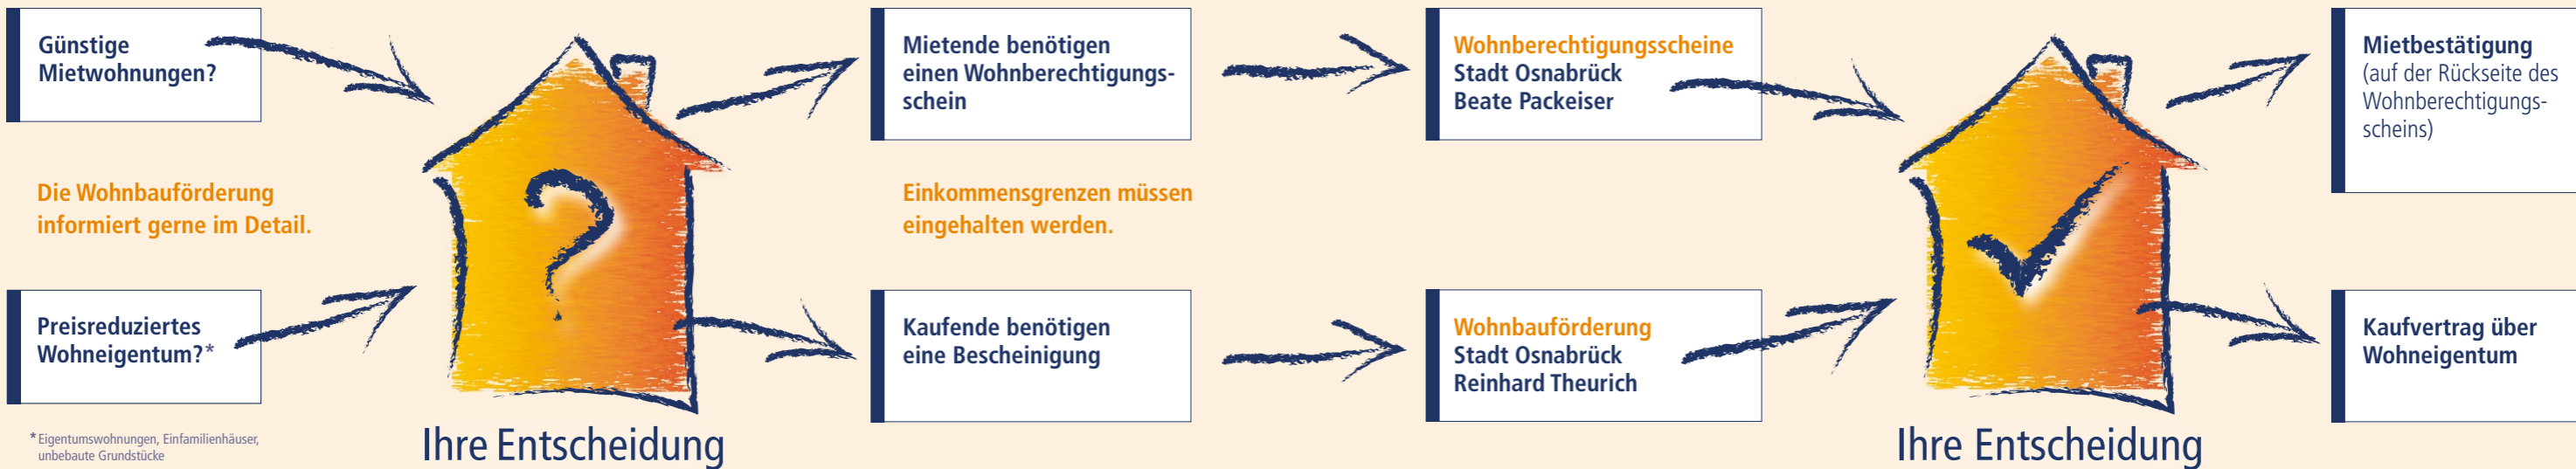 Günstige
Mietwohnungen?
Die Wohnbauförderung
informiert gerne im Detail.
Preisreduziertes
Wohneigentum?*
* Eigentumswohnungen, Einfamilienhäuser,
unbebaute Grundstücke
Ihre Entscheidung
Mietende benötigen
einen Wohnberechtigungs-
schein
Einkommensgrenzen müssen
eingehalten werden.
Kaufende benötigen
eine Bescheinigung
Wohnberechtigungsscheine
Stadt Osnabrück
Beate Packeiser
Wohnbauförderung
Stadt Osnabrück
Reinhard Theurich
Ihre Entscheidung
Mietbestätigung
(auf der Rückseite des
Wohnberechtigungs-
scheins)
Kaufvertrag über
Wohneigentum